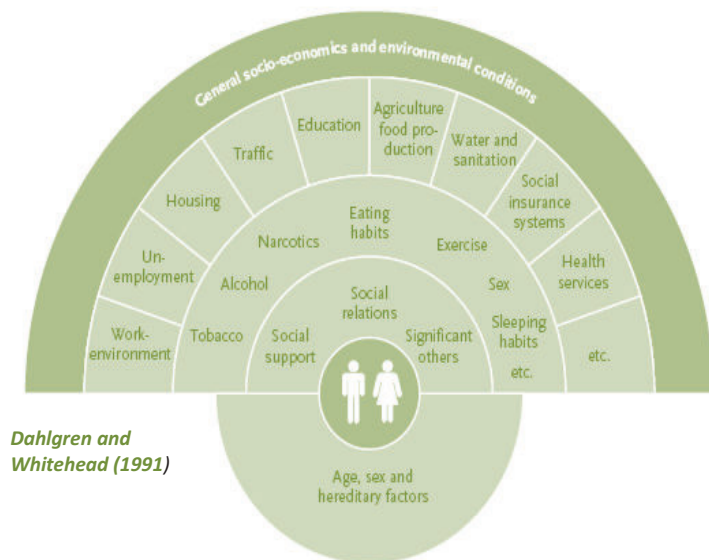 General socio-economics and environmental conditions
Work-
environment
Un-
employment
Housing
Traffic
Education
Agriculture
food pro-
duction
Water and
sanitation
Social
insurance
systems
Health
services
etc.
Tobacco
Alcohol
Narcotics
Eating
habits
Exercise
Sex
Sleeping
habits
etc.
Social
support
Social
relations
Significant
others
Age, sex and
hereditary factors
Dahlgren and
Whitehead (1991)